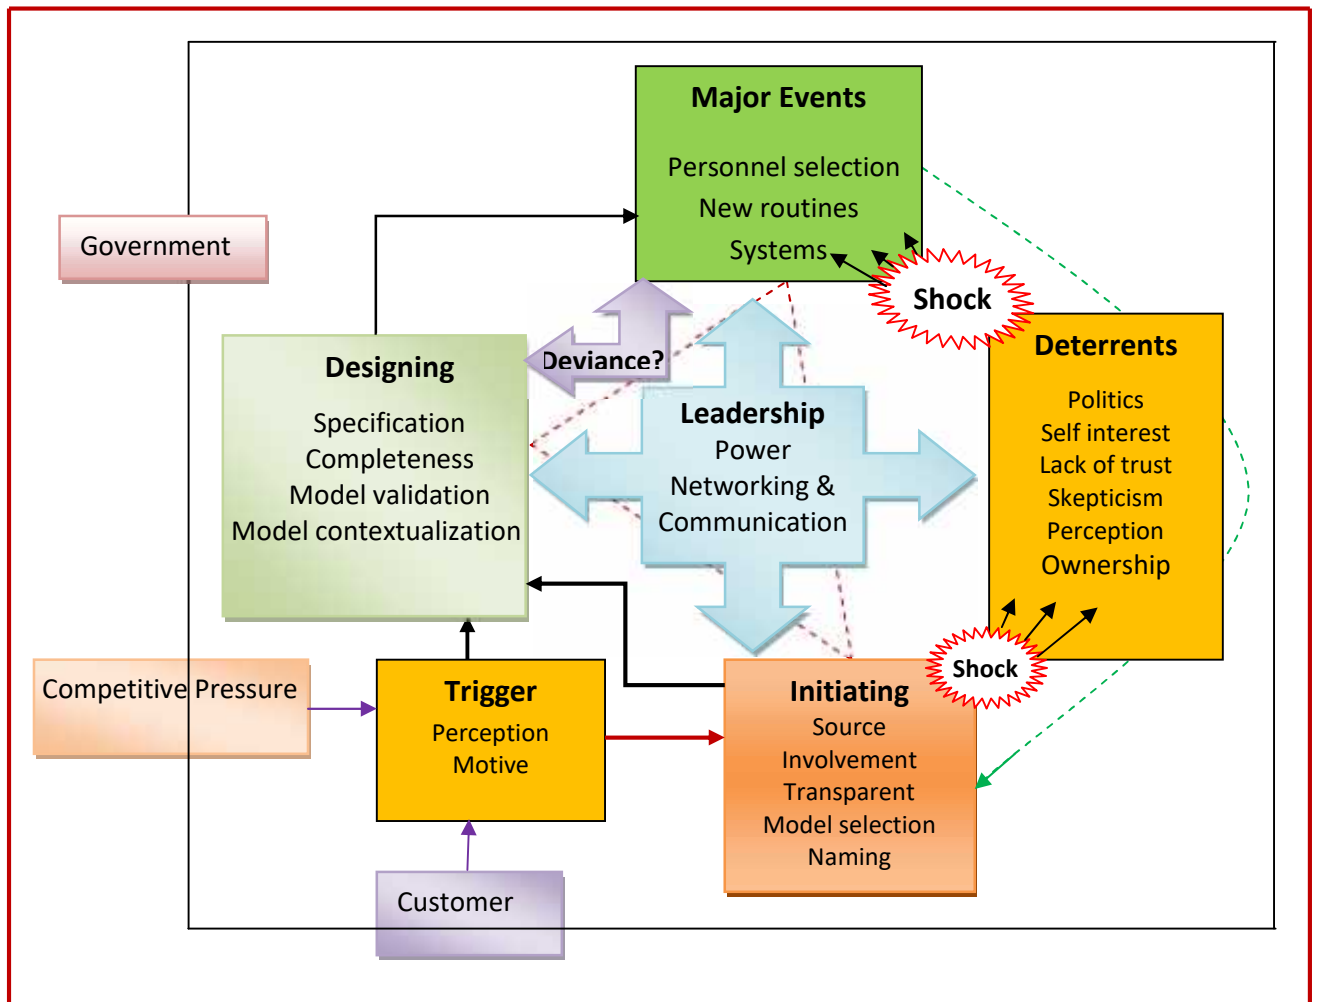 Major Events
Personnel selection
New routines
Systems
Government
Shock
Deviance?
Designing
Specification
Completeness
Model validation
Model contextualization
Leadership
Power
Networking &
Communication
Deterrents
Politics
Self interest
Lack of trust
Skepticism
Perception
Ownership
Shock
Competitive Pressure
Trigger
Perception
Motive
Initiating
Source
Involvement
Transparent
Model selection
Naming
Customer